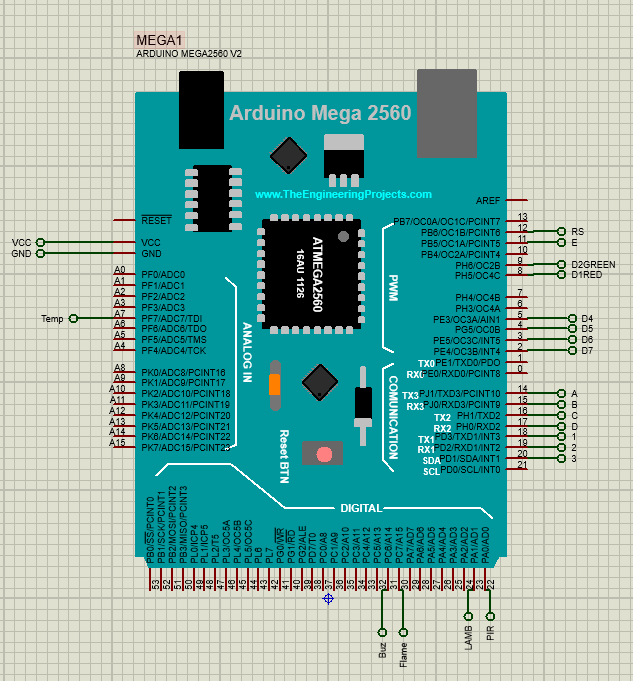 MEGA1
ARDUINO MEGA2560 V2
Arduino Mega 2560
www.TheEngineeringProjects.com
ATMEGA2560
16AU 1126
RESET
VCC VCC
GND GND
A0 PF0/ADC0
A1 PF1/ADC1
A2 PF2/ADC2
A3 PF3/ADC3
Temp A7 PF7/ADC7/TDI
A6 PF6/ADC6/TDO
A5 PF5/ADC5/TMS
A4 PF4/ADC4/TCK
A8 PK0/ADC8/PCINT16
A9 PK1/ADC9/PCINT17
A10 PK2/ADC10/PCINT18
A11 PK3/ADC11/PCINT19
A12 PK4/ADC12/PCINT20
A13 PK5/ADC13/PCINT21
A14 PK6/ADC14/PCINT22
A15 PK7/ADC15/PCINT23
ANALOG IN
Reset BTN
PWM
COMUNICATION
AREF
PB7/OC0A/OC1C/PCINT7 13
PB6/OC1B/PCINT6 12 RS
PB5/OC1A/PCINT5 11 E
PB4/OC2A/PCINT4 10
PH6/OC2B 9 D2GREEN
PH5/OC4C 8 D1RED
PH4/OC4B 7
PH3/OC4A 6
PE3/OC3A/AIN1 5 D4
PG5/OC0B 4 D5
PE5/OC3C/INT5 3 D6
PE4/OC3B/INT4 2 D7
TX0 PE1/TXD0/PDO 1
RX0 PE0/RXD0/PCINT8 0
TX3 PJ1/TXD3/PCINT10 14 A
RX3 PJ0/RXD3/PCINT9 15 B
TX2 PH1/TXD2 16 C
RX2 PH0/RXD2 17 D
TX1 PD3/TXD1/INT3 18 1
RX1 PD2/RXD1/INT2 19 2
SDA PD1/SDA/INT1 20 3
SCL PD0/SCL/INT0 21
DIGITAL
PB0/SS/PCINT0 53
PB1/SCK/PCINT1 52
PB2/MOSI/PCINT2 51
PB3/MISO/PCINT3 50
PL0/ICP4 49
PL1/ICP5 48
PL2/T5 47
PL3/OC5A 46
PL4/OC5B 45
PL5/OC5C 44
PL6 43
PL7 42
PG0/WR 41
PG1/RD 40
PG2/ALE 39
PD7/T0 38
PC0/A8 37
PC1/A9 36
PC2/A10 35
PC3/A11 34
PC4/A12 33
PC5/A13 32
PC6/A14 31
PC7/A15 30
PA7/AD7 29
PA6/AD6 28
PA5/AD5 27
PA4/AD4 26
PA3/AD3 25
PA2/AD2 24
PA1/AD1 23
PA0/AD0 22
Buz
Flame
LAMB
PIR